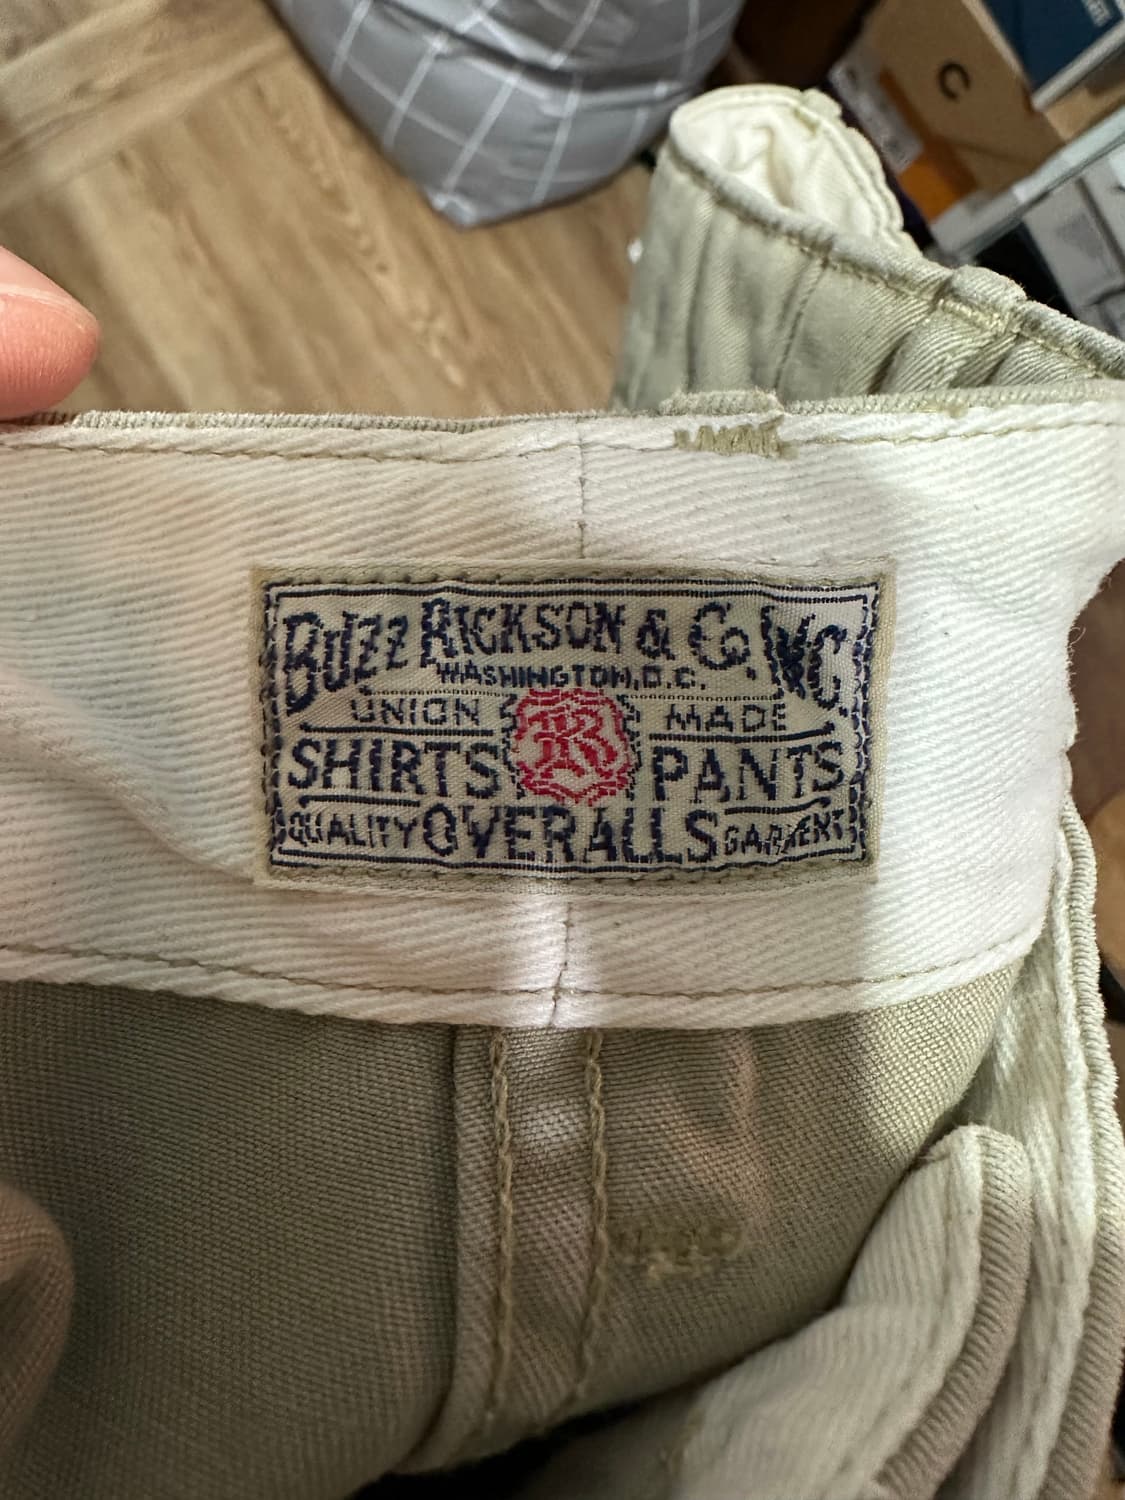 BUZZ RICKSON & CO. INC.
WASHINGTON, D.C.
UNION MADE
R
SHIRTS PANTS
QUALITY OVERALLS GARMENT
C